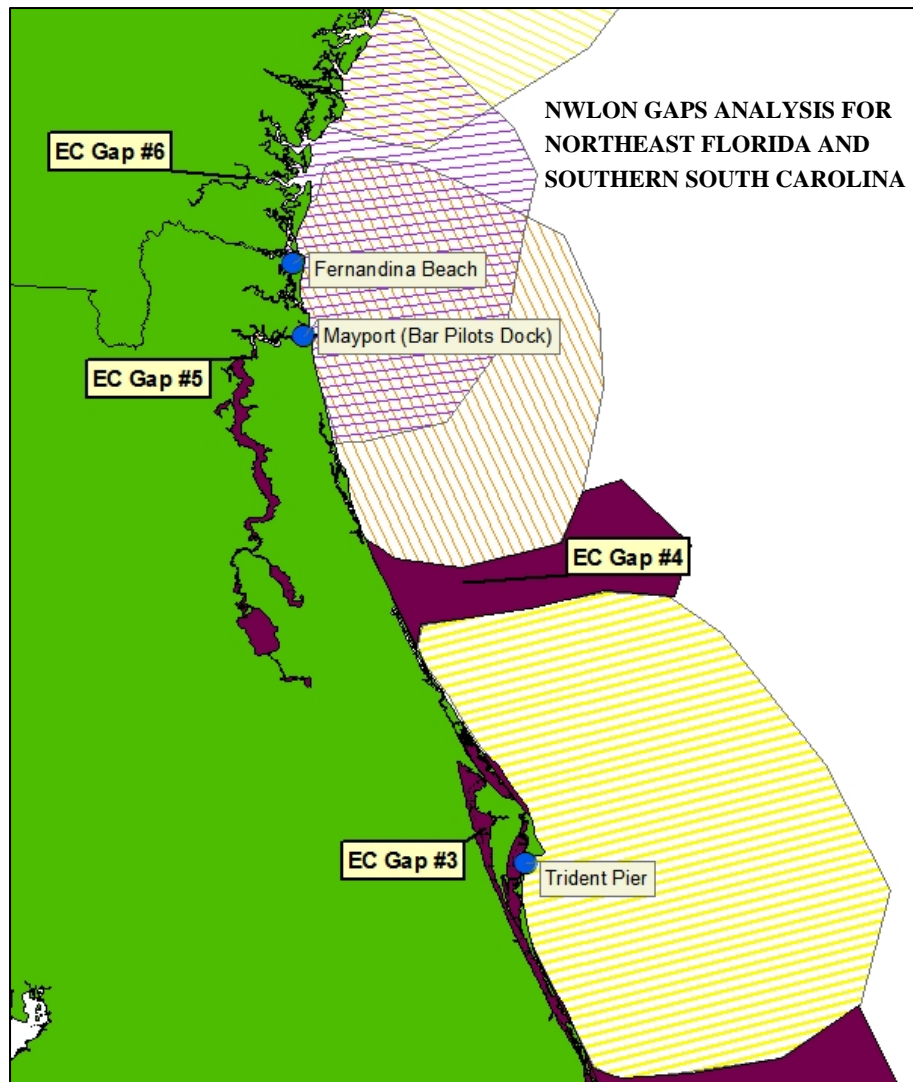 NWLON GAPS ANALYSIS FOR
NORTHEAST FLORIDA AND
SOUTHERN SOUTH CAROLINA
EC Gap #6
Fernandina Beach
Mayport (Bar Pilots Dock)
EC Gap #5
EC Gap #4
EC Gap #3
Trident Pier